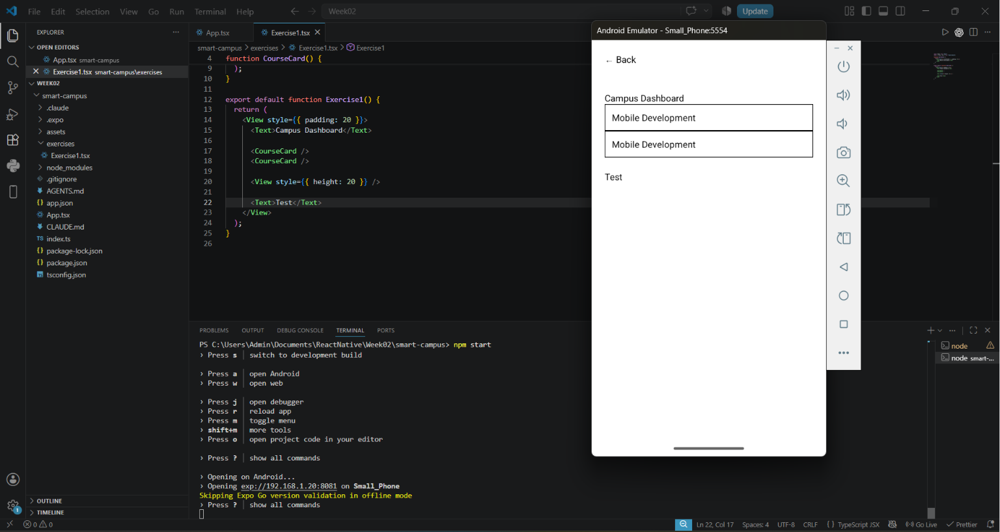 File Edit Selection View Go Run Terminal Help
Week02
Update
EXPLORER
OPEN EDITORS
App.tsx smart-campus
Exercise1.tsx smart-campus\exercises
WEEK02
smart-campus
.claude
.expo
assets
exercises
Exercise1.tsx
node_modules
.gitignore
AGENTS.md
app.json
App.tsx
CLAUDE.md
TS index.ts
package-lock.json
package.json
tsconfig.json
OUTLINE
TIMELINE
App.tsx
Exercise1.tsx
smart-campus > exercises > Exercise1.tsx > Exercise1
4 function CourseCard() {
9 );
10 }
11
12 export default function Exercise1() {
13 return (
14 <View style={{ padding: 20 }}>
15 <Text>Campus Dashboard</Text>
16
17 <CourseCard />
18 <CourseCard />
19
20 <View style={{ height: 20 }} />
21
22 <Text>Test</Text>
23 </View>
24 );
25 }
26
PROBLEMS OUTPUT DEBUG CONSOLE TERMINAL PORTS
PS C:\Users\Admin\Documents\ReactNative\Week02\smart-campus> npm start
› Press s │ switch to development build
› Press a │ open Android
› Press w │ open web
› Press j │ open debugger
› Press r │ reload app
› Press m │ toggle menu
› shift+m │ more tools
› Press o │ open project code in your editor
› Press ? │ show all commands
› Opening on Android...
› Opening exp://192.168.1.20:8081 on Small_Phone
Skipping Expo Go version validation in offline mode
› Press ? │ show all commands
node
node smart-...
Android Emulator - Small_Phone:5554
← Back
Campus Dashboard
Mobile Development
Mobile Development
Test
1
0 0
Ln 22, Col 17 Spaces: 4 UTF-8 CRLF { } TypeScript JSX Go Live Prettier